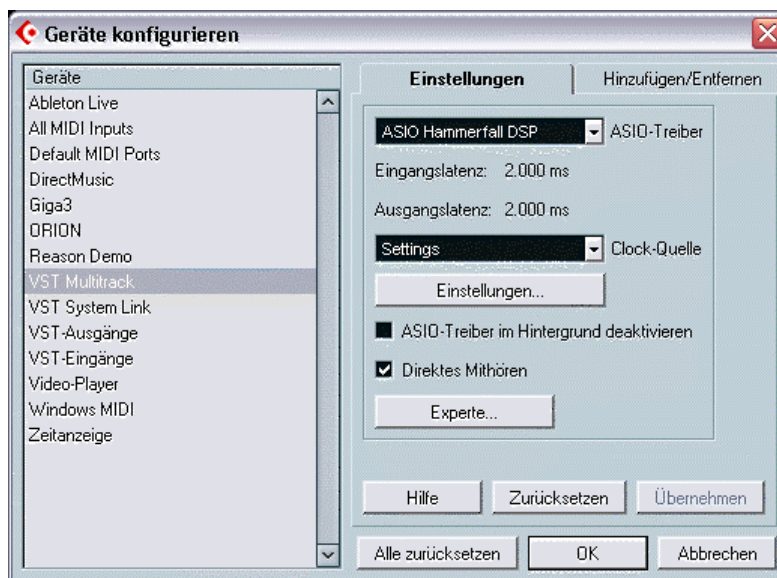 Geräte konfigurieren
Geräte
Ableton Live
All MIDI Inputs
Default MIDI Ports
DirectMusic
Giga3
ORION
Reason Demo
VST Multitrack
VST System Link
VST-Ausgänge
VST-Eingänge
Video-Player
Windows MIDI
Zeitanzeige
Einstellungen Hinzufügen/Entfernen
ASIO Hammerfall DSP ASIO-Treiber
Eingangslatenz: 2.000 ms
Ausgangslatenz: 2.000 ms
Settings Clock-Quelle
Einstellungen...
ASIO-Treiber im Hintergrund deaktivieren
Direktes Mithören
Experte...
Hilfe Zurücksetzen Übernehmen
Alle zurücksetzen OK Abbrechen